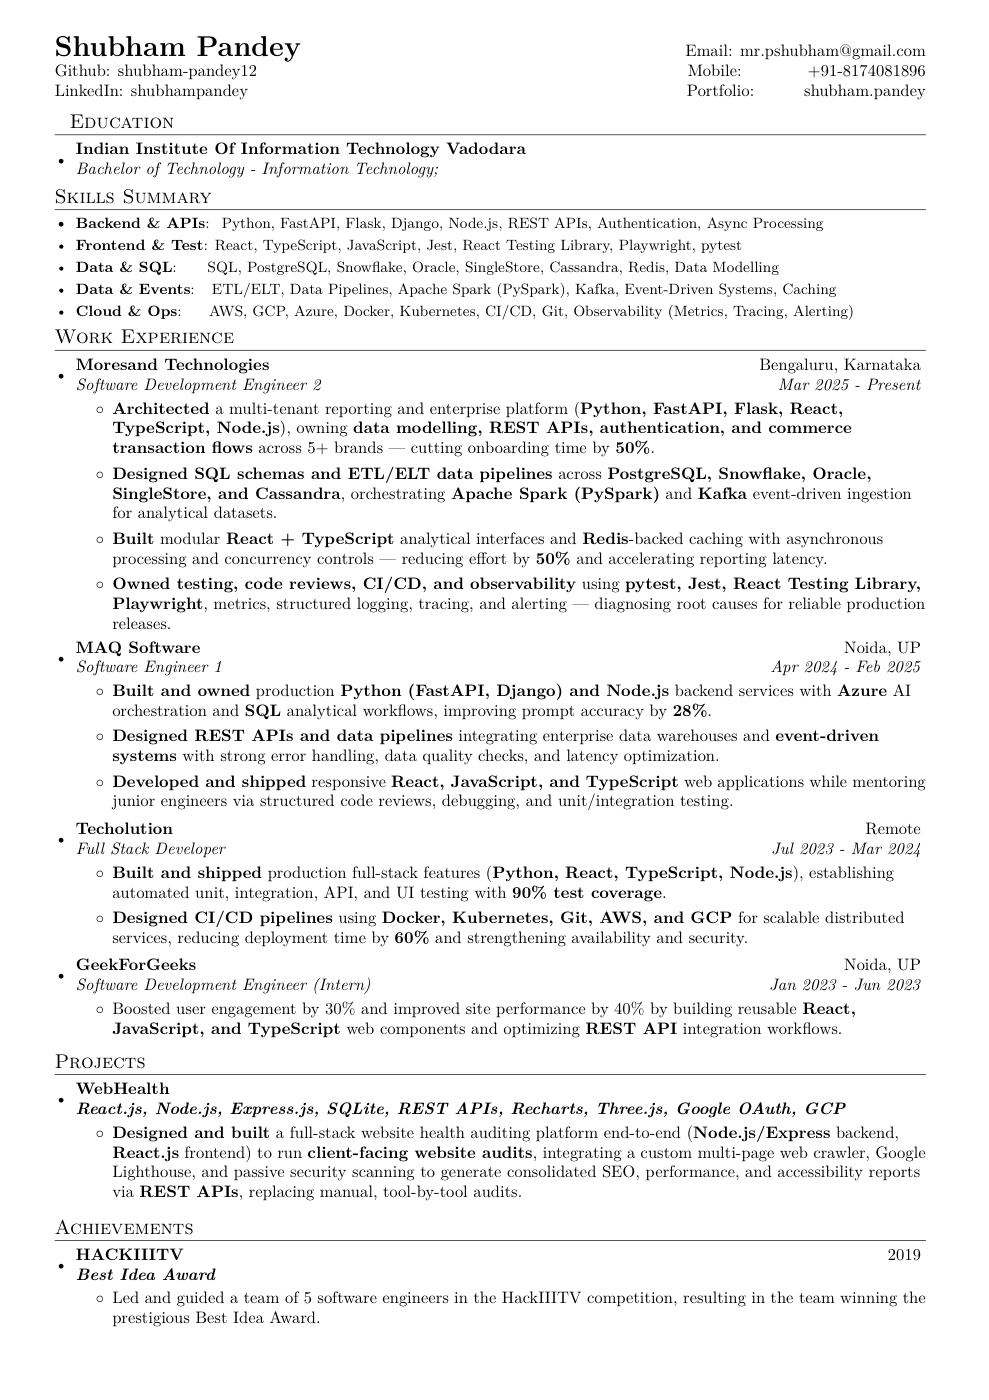 Shubham Pandey
Email: mr.pshubham@gmail.com
Github: shubham-pandey12
Mobile: +91-8174081896
LinkedIn: shubhampandey
Portfolio: shubham.pandey
Education
• Indian Institute Of Information Technology Vadodara
Bachelor of Technology - Information Technology;
Skills Summary
• Backend & APIs: Python, FastAPI, Flask, Django, Node.js, REST APIs, Authentication, Async Processing
• Frontend & Test: React, TypeScript, JavaScript, Jest, React Testing Library, Playwright, pytest
• Data & SQL: SQL, PostgreSQL, Snowflake, Oracle, SingleStore, Cassandra, Redis, Data Modelling
• Data & Events: ETL/ELT, Data Pipelines, Apache Spark (PySpark), Kafka, Event-Driven Systems, Caching
• Cloud & Ops: AWS, GCP, Azure, Docker, Kubernetes, CI/CD, Git, Observability (Metrics, Tracing, Alerting)
Work Experience
• Moresand Technologies Bengaluru, Karnataka
Software Development Engineer 2 Mar 2025 - Present
◦ Architected a multi-tenant reporting and enterprise platform (Python, FastAPI, Flask, React,
TypeScript, Node.js), owning data modelling, REST APIs, authentication, and commerce
transaction flows across 5+ brands — cutting onboarding time by 50%.
◦ Designed SQL schemas and ETL/ELT data pipelines across PostgreSQL, Snowflake, Oracle,
SingleStore, and Cassandra, orchestrating Apache Spark (PySpark) and Kafka event-driven ingestion
for analytical datasets.
◦ Built modular React + TypeScript analytical interfaces and Redis-backed caching with asynchronous
processing and concurrency controls — reducing effort by 50% and accelerating reporting latency.
◦ Owned testing, code reviews, CI/CD, and observability using pytest, Jest, React Testing Library,
Playwright, metrics, structured logging, tracing, and alerting — diagnosing root causes for reliable production
releases.
• MAQ Software Noida, UP
Software Engineer 1 Apr 2024 - Feb 2025
◦ Built and owned production Python (FastAPI, Django) and Node.js backend services with Azure AI
orchestration and SQL analytical workflows, improving prompt accuracy by 28%.
◦ Designed REST APIs and data pipelines integrating enterprise data warehouses and event-driven
systems with strong error handling, data quality checks, and latency optimization.
◦ Developed and shipped responsive React, JavaScript, and TypeScript web applications while mentoring
junior engineers via structured code reviews, debugging, and unit/integration testing.
• Techolution Remote
Full Stack Developer Jul 2023 - Mar 2024
◦ Built and shipped production full-stack features (Python, React, TypeScript, Node.js), establishing
automated unit, integration, API, and UI testing with 90% test coverage.
◦ Designed CI/CD pipelines using Docker, Kubernetes, Git, AWS, and GCP for scalable distributed
services, reducing deployment time by 60% and strengthening availability and security.
• GeekForGeeks Noida, UP
Software Development Engineer (Intern) Jan 2023 - Jun 2023
◦ Boosted user engagement by 30% and improved site performance by 40% by building reusable React,
JavaScript, and TypeScript web components and optimizing REST API integration workflows.
Projects
• WebHealth
React.js, Node.js, Express.js, SQLite, REST APIs, Recharts, Three.js, Google OAuth, GCP
◦ Designed and built a full-stack website health auditing platform end-to-end (Node.js/Express backend,
React.js frontend) to run client-facing website audits, integrating a custom multi-page web crawler, Google
Lighthouse, and passive security scanning to generate consolidated SEO, performance, and accessibility reports
via REST APIs, replacing manual, tool-by-tool audits.
Achievements
• HACKIIITV 2019
Best Idea Award
◦ Led and guided a team of 5 software engineers in the HackIIITV competition, resulting in the team winning the
prestigious Best Idea Award.